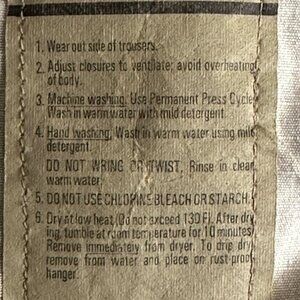 1. Wear out side of trousers.
2. Adjust closures to ventilate; avoid overheating
of body.
3. Machine washing. Use Permanent Press Cycle
Wash in warm water with mild detergent.
4. Hand washing. Wash in warm water using mild
detergent.
DO NOT WRING OR TWIST. Rinse in clear
warm water.
5. DO NOT USE CHLORINE BLEACH OR STARCH.
6. Dry at low heat (Do not exceed 130 F). After dry
ing, tumble at room temperature for 10 minutes
Remove immediately from dryer. To drip dry
remove from water and place on rust-proof
hanger.